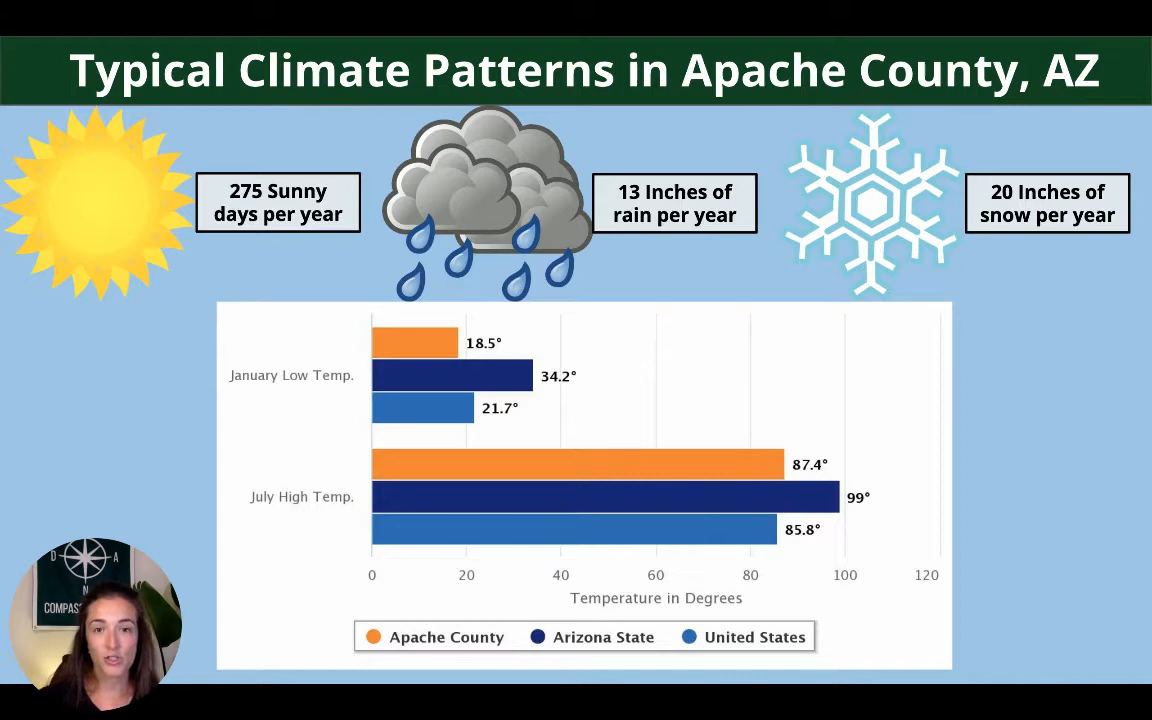 Typical Climate Patterns in Apache County, AZ
275 Sunny
days per year
13 Inches of
rain per year
20 Inches of
snow per year
January Low Temp.
18.5°
34.2°
21.7°
July High Temp.
87.4°
99°
85.8°
0 20 40 60 80 100 120
Temperature in Degrees
Apache County Arizona State United States
D A
N
COMPASS